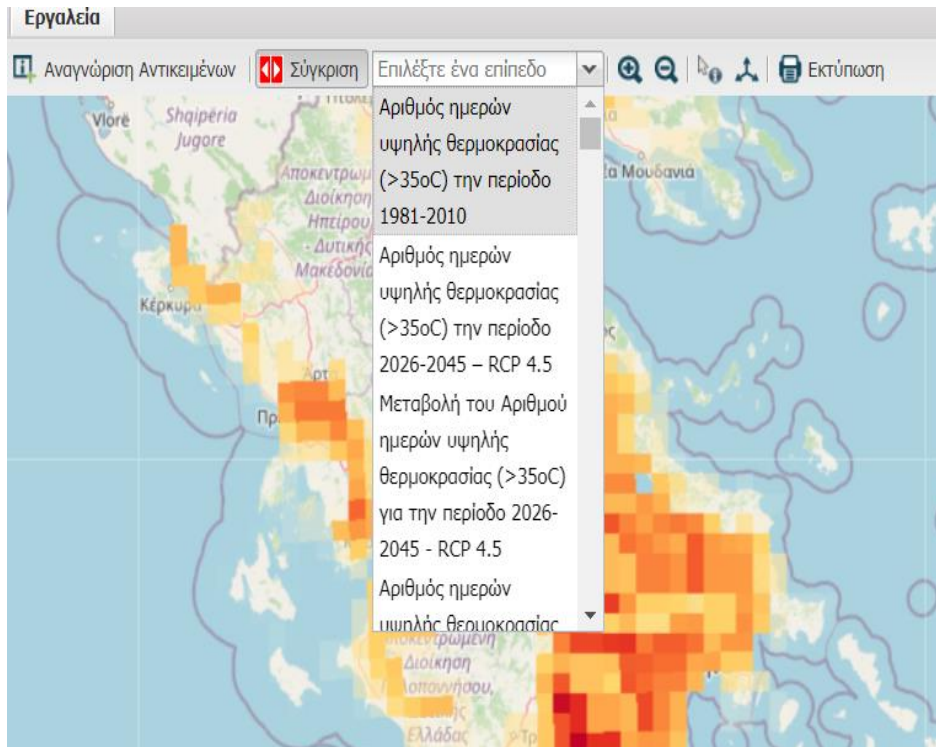 Εργαλεία
Αναγνώριση Αντικειμένων Σύγκριση Επιλέξτε ένα επίπεδο Εκτύπωση
Αριθμός ημερών
υψηλής θερμοκρασίας
(>35oC) την περίοδο
1981-2010
Αριθμός ημερών
υψηλής θερμοκρασίας
(>35oC) την περίοδο
2026-2045 – RCP 4.5
Μεταβολή του Αριθμού
ημερών υψηλής
θερμοκρασίας (>35oC)
για την περίοδο 2026-
2045 - RCP 4.5
Αριθμός ημερών
υψηλής θερμοκρασίας
Vlorë
Shqipëria
Jugore
Διοίκηση
Ηπείρου
- Δυτικής
Μακεδονία
Κέρκυρα
Μουδανιά
Άρτα
Διοίκηση
Ελλάδας